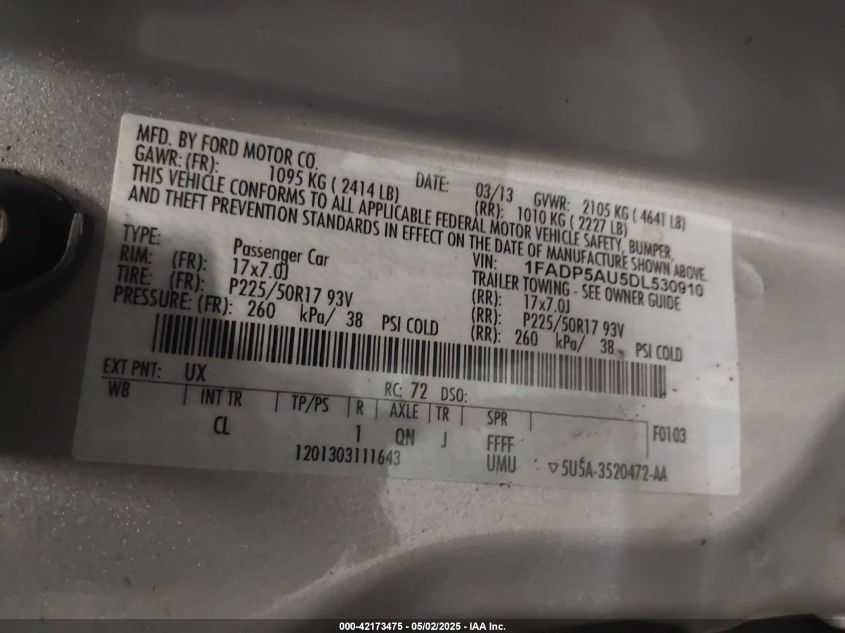 MFD. BY FORD MOTOR CO. DATE: 03/13 GVWR: 2105 KG ( 4641 LB)
GAWR: (FR): 1095 KG ( 2414 LB) (RR): 1010 KG ( 2227 LB)
THIS VEHICLE CONFORMS TO ALL APPLICABLE FEDERAL MOTOR VEHICLE SAFETY, BUMPER,
AND THEFT PREVENTION STANDARDS IN EFFECT ON THE DATE OF MANUFACTURE SHOWN ABOVE.
VIN: 1FADP5AU5DL530910
TYPE: Passenger Car TRAILER TOWING - SEE OWNER GUIDE
RIM: (FR): 17x7.0J (RR): 17x7.0J
TIRE: (FR): P225/50R17 93V (RR): P225/50R17 93V
PRESSURE: (FR): 260 kPa/ 38 PSI COLD (RR): 260 kPa/ 38 PSI COLD
EXT PNT: UX RC: 72 DSO:
WB INT TR TP/PS R AXLE TR SPR F0103
CL 1 QN J FFFF
1201303111643 UMU ▽5U5A-3520472-AA
000-42173475 - 05/02/2025 - IAA Inc.